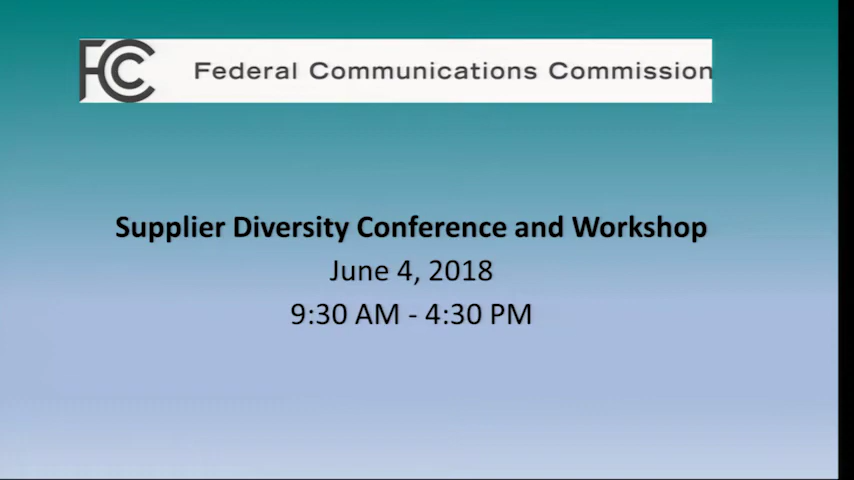 FCC Federal Communications Commission
Supplier Diversity Conference and Workshop
June 4, 2018
9:30 AM - 4:30 PM